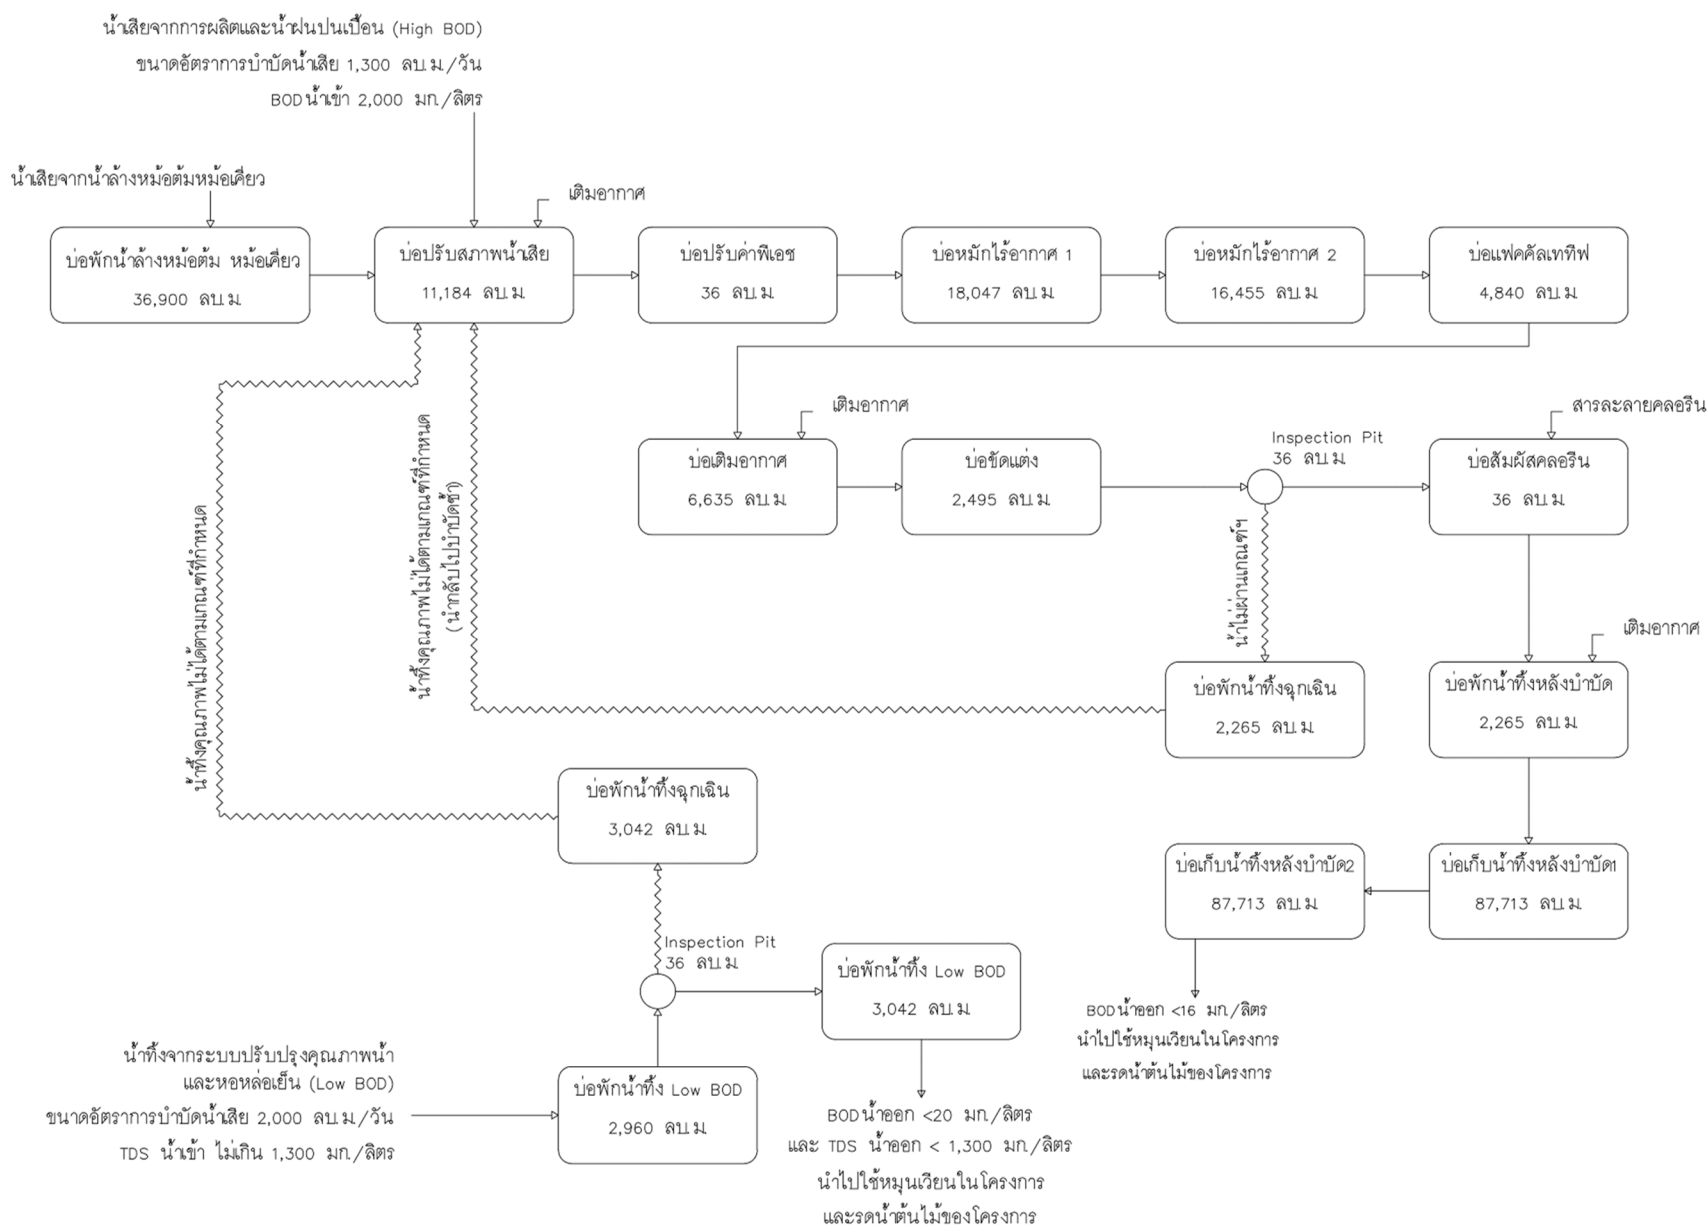 น้ำเสียจากการผลิตและน้ำฝนปนเปื้อน (High BOD)
ขนาดอัตราการบำบัดน้ำเสีย 1,300 ลบ.ม./วัน
BOD น้ำเข้า 2,000 มก./ลิตร
น้ำเสียจากน้ำล้างหม้อต้มหม้อเคี่ยว
เติมอากาศ
บ่อพักน้ำล้างหม้อต้ม หม้อเคี่ยว
36,900 ลบ.ม.
บ่อปรับสภาพน้ำเสีย
11,184 ลบ.ม.
บ่อปรับค่าพีเอช
36 ลบ.ม.
บ่อหมักไร้อากาศ 1
18,047 ลบ.ม.
บ่อหมักไร้อากาศ 2
16,455 ลบ.ม.
บ่อแฟคคัลเททีฟ
4,840 ลบ.ม.
เติมอากาศ
บ่อเติมอากาศ
6,635 ลบ.ม.
บ่อขัดแต่ง
2,495 ลบ.ม.
Inspection Pit
36 ลบ.ม.
สารละลายคลอรีน
บ่อสัมผัสคลอรีน
36 ลบ.ม.
น้ำทิ้งคุณภาพไม่ได้ตามเกณฑ์ที่กำหนด
น้ำทิ้งคุณภาพไม่ได้ตามเกณฑ์ที่กำหนด
(นำกลับไปบำบัดซ้ำ)
น้ำไม่ผ่านเกณฑ์ฯ
เติมอากาศ
บ่อพักน้ำทิ้งฉุกเฉิน
2,265 ลบ.ม.
บ่อพักน้ำทิ้งหลังบำบัด
2,265 ลบ.ม.
บ่อพักน้ำทิ้งฉุกเฉิน
3,042 ลบ.ม.
บ่อเก็บน้ำทิ้งหลังบำบัด2
87,713 ลบ.ม.
บ่อเก็บน้ำทิ้งหลังบำบัด1
87,713 ลบ.ม.
Inspection Pit
36 ลบ.ม.
บ่อพักน้ำทิ้ง Low BOD
3,042 ลบ.ม.
BOD น้ำออก <16 มก./ลิตร
นำไปใช้หมุนเวียนในโครงการ
และรดน้ำต้นไม้ของโครงการ
น้ำทิ้งจากระบบปรับปรุงคุณภาพน้ำ
และหอหล่อเย็น (Low BOD)
ขนาดอัตราการบำบัดน้ำเสีย 2,000 ลบ.ม./วัน
TDS น้ำเข้า ไม่เกิน 1,300 มก./ลิตร
บ่อพักน้ำทิ้ง Low BOD
2,960 ลบ.ม.
BOD น้ำออก <20 มก./ลิตร
และ TDS น้ำออก < 1,300 มก./ลิตร
นำไปใช้หมุนเวียนในโครงการ
และรดน้ำต้นไม้ของโครงการ